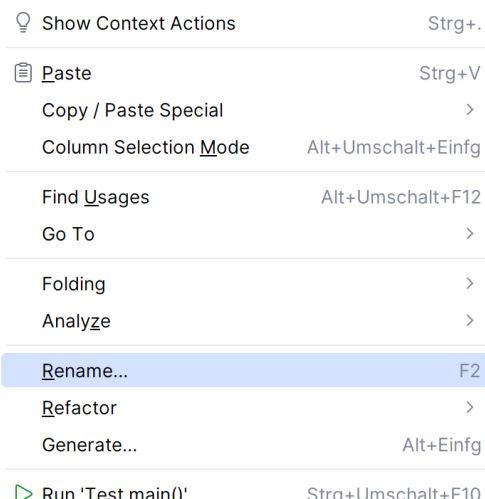 Show Context Actions Strg+.
Paste Strg+V
Copy / Paste Special
Column Selection Mode Alt+Umschalt+Einfg
Find Usages Alt+Umschalt+F12
Go To
Folding
Analyze
Rename... F2
Refactor
Generate... Alt+Einfg
Run 'Test.main()' Strg+Umschalt+F10